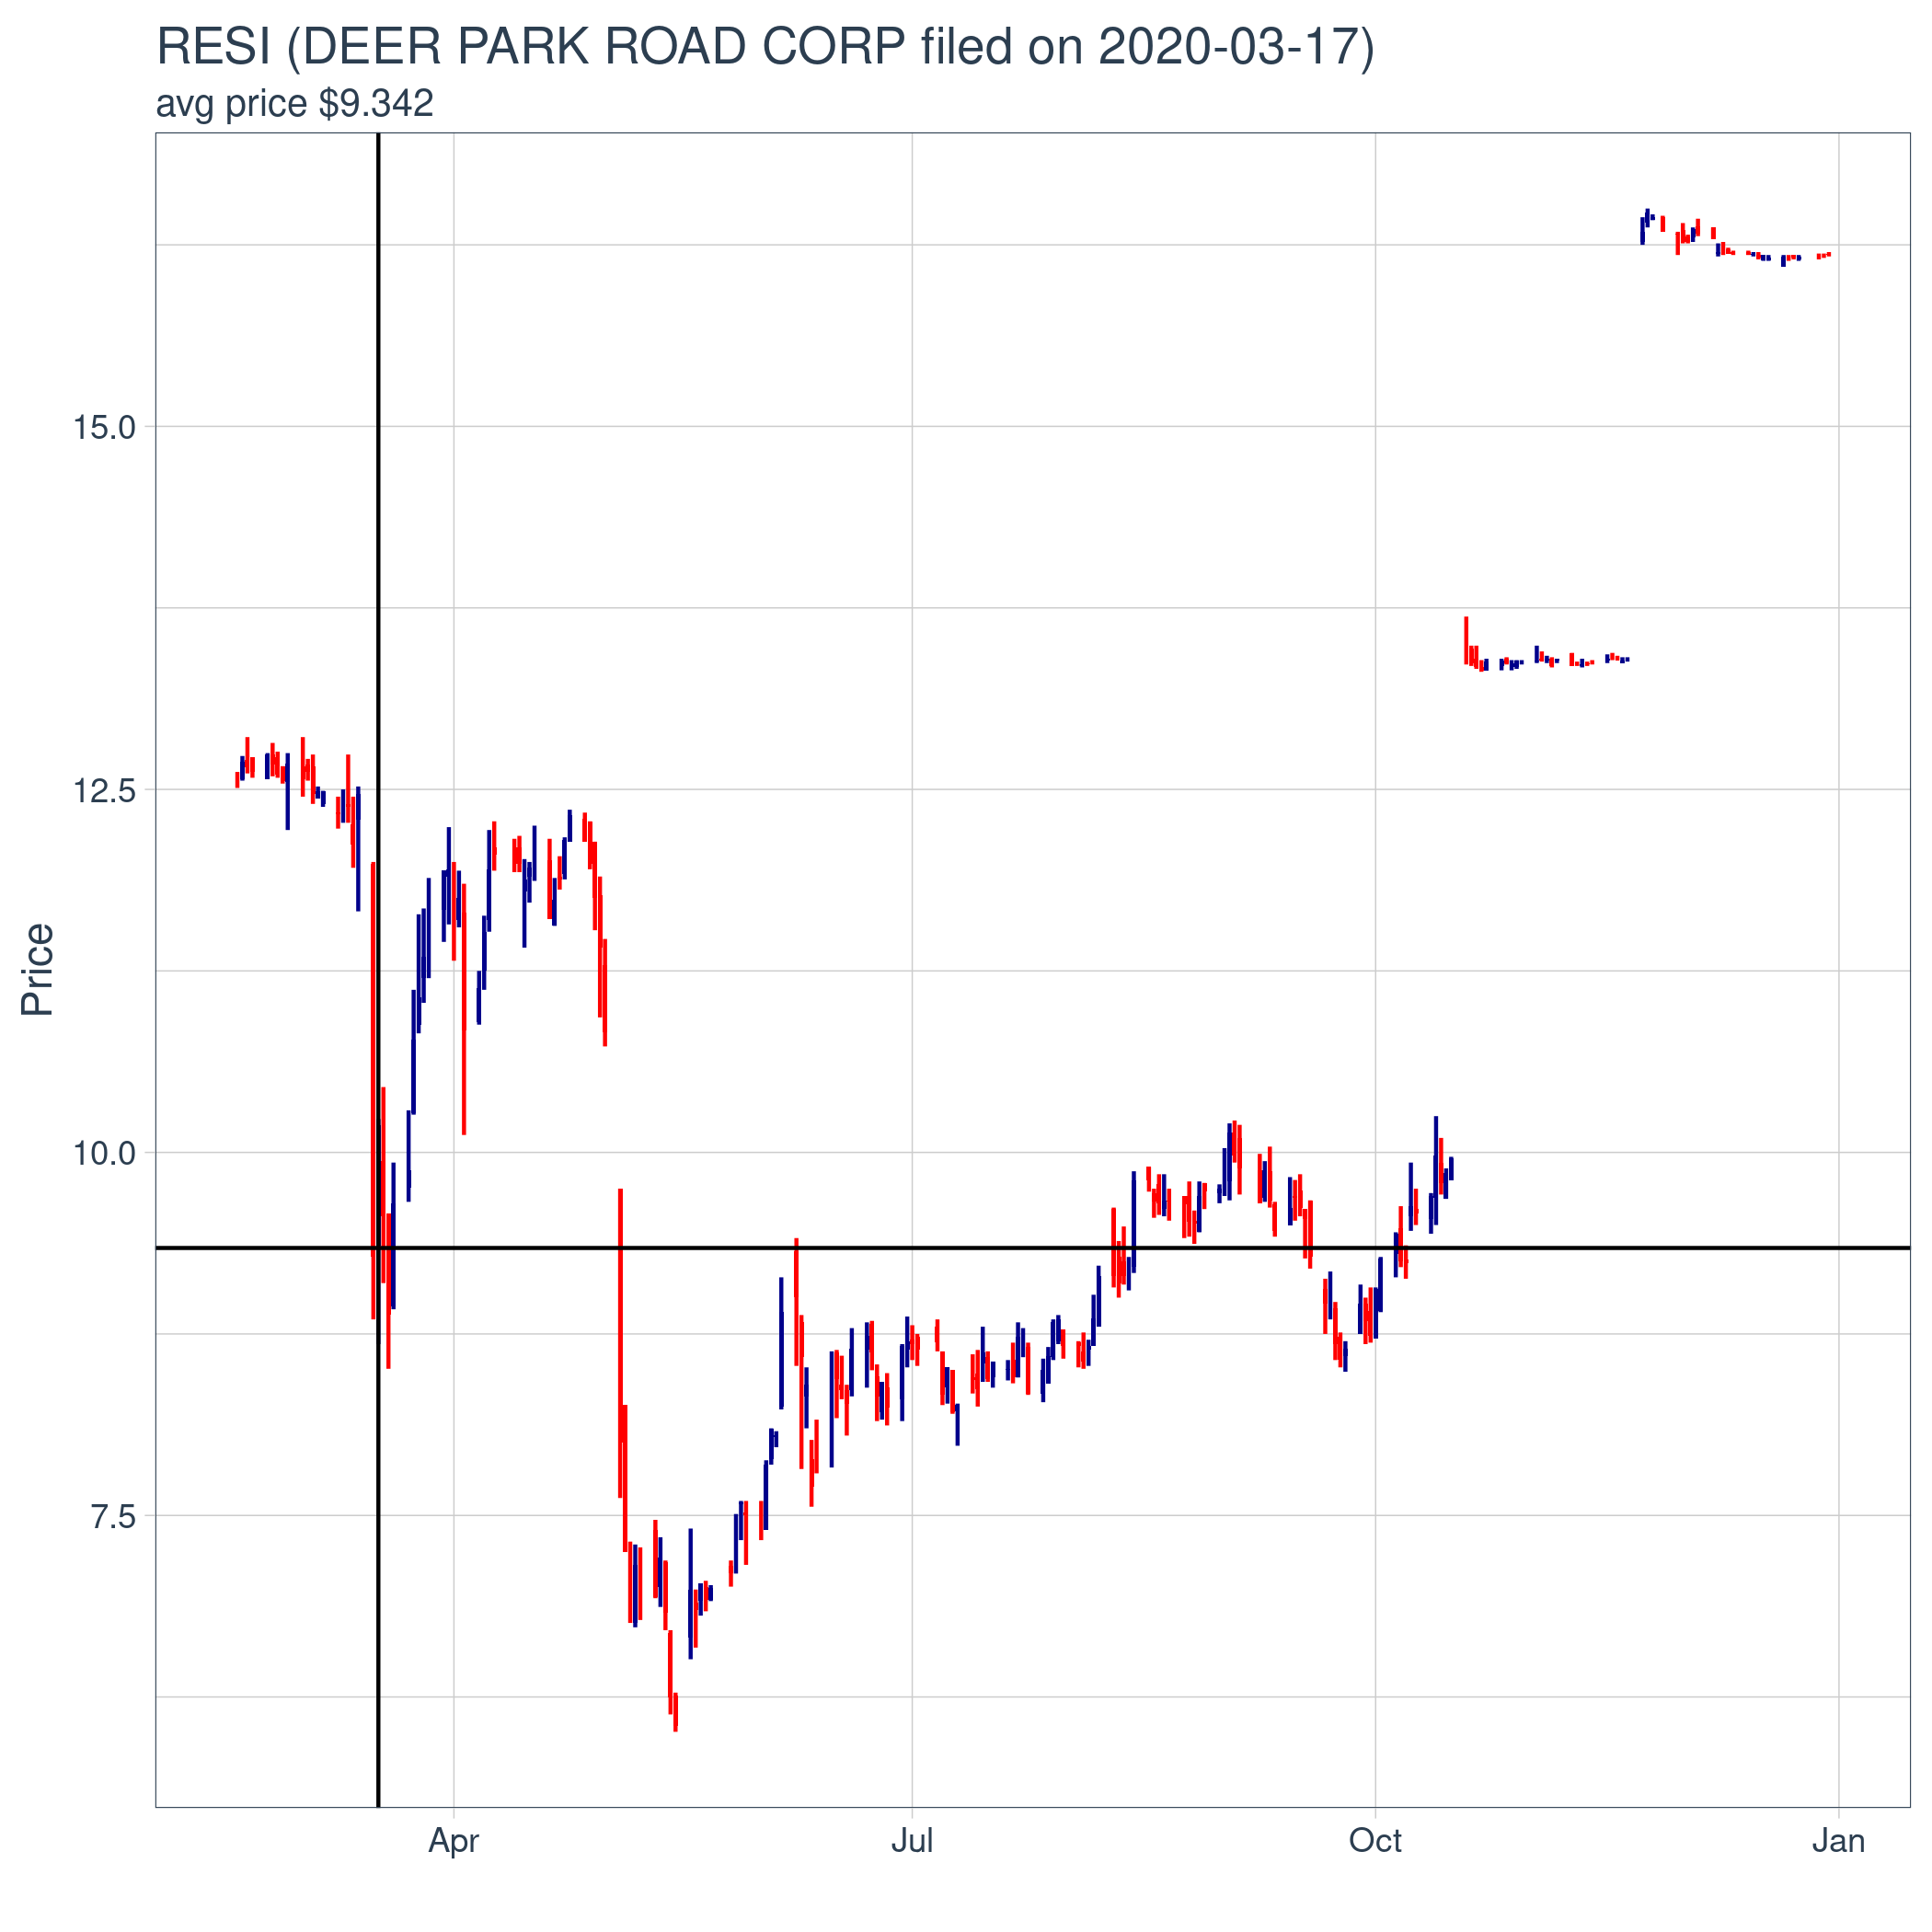 RESI (DEER PARK ROAD CORP filed on 2020-03-17)
avg price $9.342
15.0
12.5
10.0
7.5
Price
Apr Jul Oct Jan